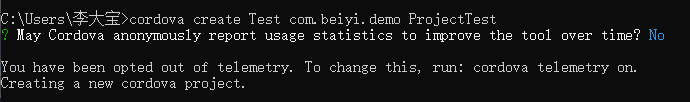 C:\Users\李大宝>cordova create Test com.beiyi.demo ProjectTest
? May Cordova anonymously report usage statistics to improve the tool over time? No
You have been opted out of telemetry. To change this, run: cordova telemetry on.
Creating a new cordova project.